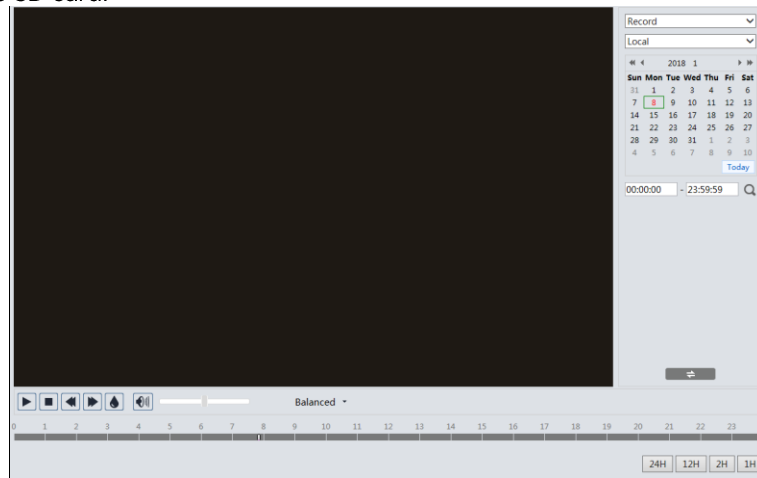 SD card.
Record
Local
2018 1
Sun Mon Tue Wed Thu Fri Sat
31 1 2 3 4 5 6
7 8 9 10 11 12 13
14 15 16 17 18 19 20
21 22 23 24 25 26 27
28 29 30 31 1 2 3
4 5 6 7 8 9 10
Today
00:00:00 - 23:59:59
Balanced
0 1 2 3 4 5 6 7 8 9 10 11 12 13 14 15 16 17 18 19 20 21 22 23
24H 12H 2H 1H